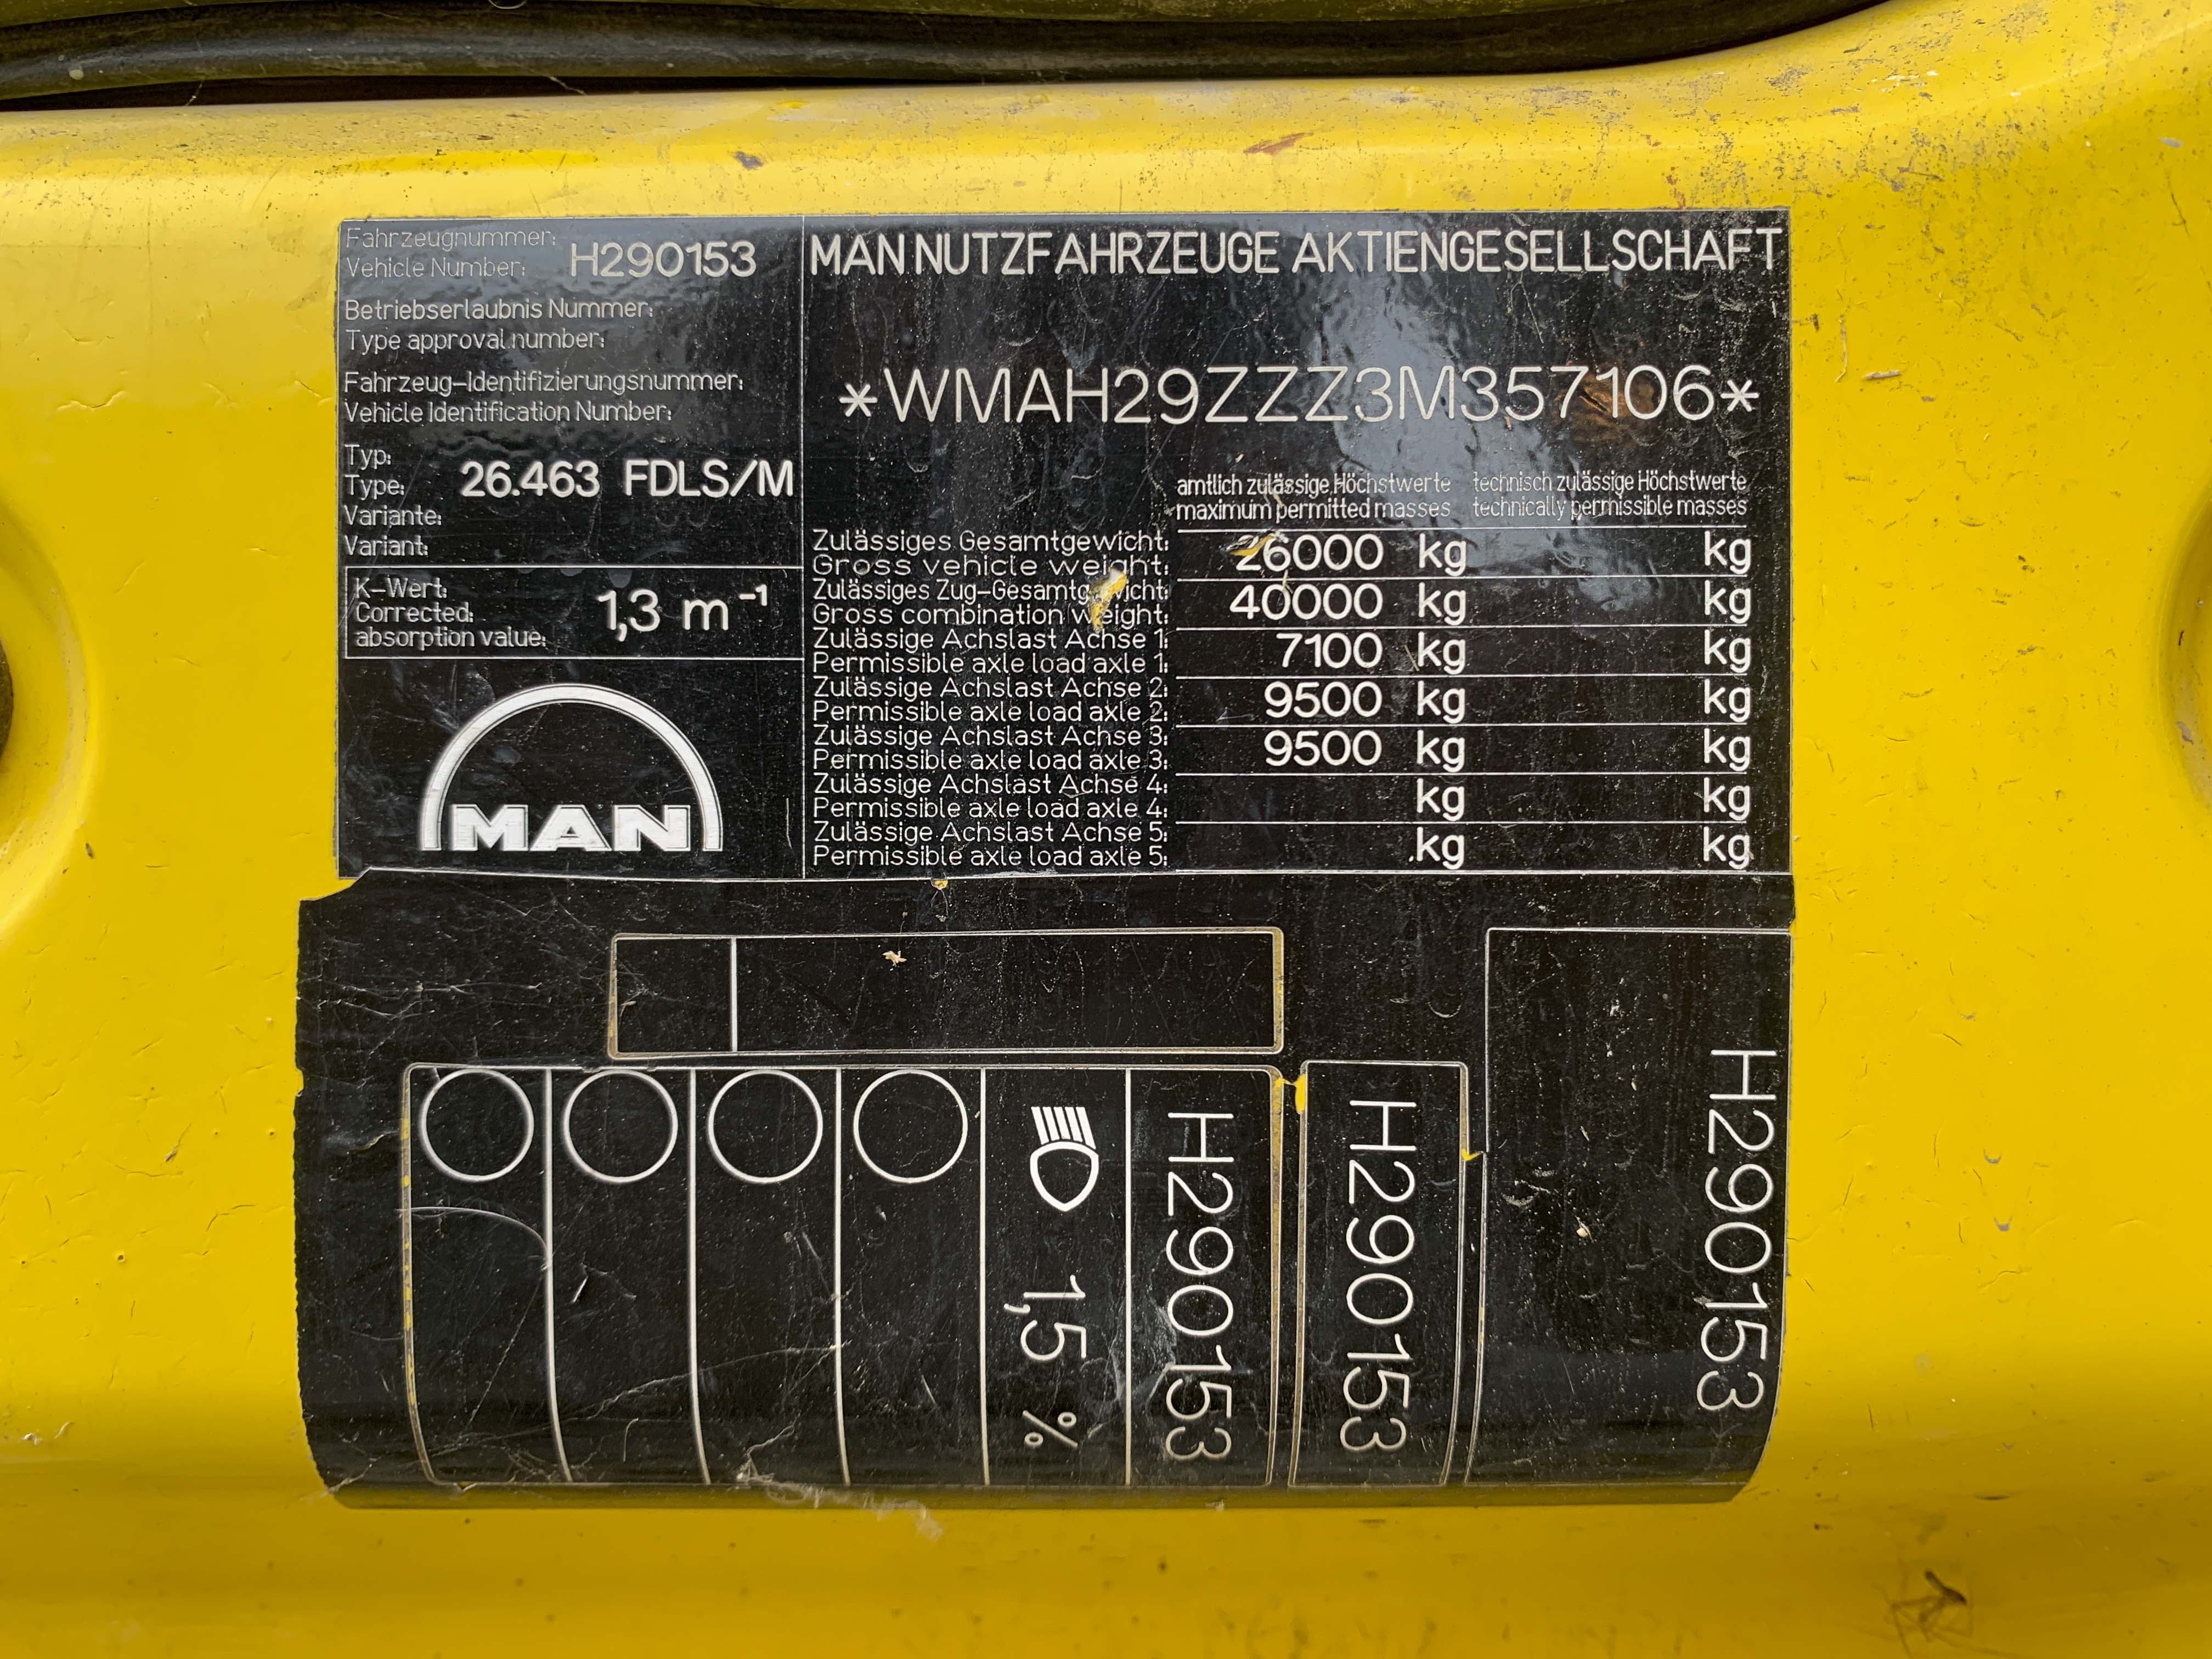 Fahrzeugnummer:
Vehicle Number: H290153
Betriebserlaubnis Nummer:
Type approval number:
Fahrzeug-Identifizierungsnummer:
Vehicle Identification Number:
Typ:
Type: 26.463 FDLS/M
Variante:
Variant:
K-Wert:
Corrected: 1,3 m⁻¹
absorption value:
MAN
MAN NUTZFAHRZEUGE AKTIENGESELLSCHAFT
*WMAH29ZZZ3M357106*
amtlich zulässige Höchstwerte technisch zulässige Höchstwerte
maximum permitted masses technically permissible masses
Zulässiges Gesamtgewicht:
Gross vehicle weight: 26000 kg kg
Zulässiges Zug-Gesamtgewicht:
Gross combination weight: 40000 kg kg
Zulässige Achslast Achse 1:
Permissible axle load axle 1: 7100 kg kg
Zulässige Achslast Achse 2:
Permissible axle load axle 2: 9500 kg kg
Zulässige Achslast Achse 3:
Permissible axle load axle 3: 9500 kg kg
Zulässige Achslast Achse 4:
Permissible axle load axle 4: kg kg
Zulässige Achslast Achse 5:
Permissible axle load axle 5: kg kg
1,5 %
H290153
H290153
H290153